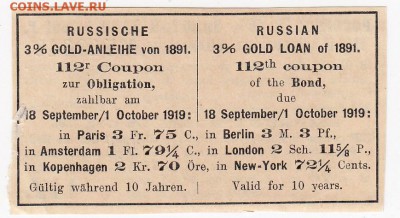 COINS.LAVE.RU
RUSSISCHE
3% GOLD-ANLEIHE von 1891.
112r Coupon
zur Obligation,
zahlbar am
18 September/1 October 1919:
RUSSIAN
3% GOLD LOAN of 1891.
112th coupon
of the Bond,
due
18 September/1 October 1919:
in Paris 3 Fr. 75 C., in Berlin 3 M. 3 Pf.,
in Amsterdam 1 Fl. 79¼ C., in London 2 Sch. 11⅝ P.,
in Kopenhagen 2 Kr. 70 Öre, in New-York 72¼ Cents.
Gültig während 10 Jahren.
Valid for 10 years.